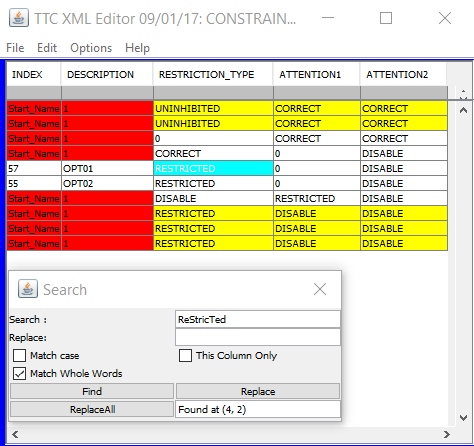 TTC XML Editor 09/01/17: CONSTRAIN...
File Edit Options Help
INDEX DESCRIPTION RESTRICTION_TYPE ATTENTION1 ATTENTION2
Start_Name 1 UNINHIBITED CORRECT CORRECT
Start_Name 1 UNINHIBITED CORRECT CORRECT
Start_Name 1 0 CORRECT CORRECT
Start_Name 1 CORRECT 0 DISABLE
57 OPT01 RESTRICTED 0 DISABLE
55 OPT02 RESTRICTED 0 DISABLE
Start_Name 1 DISABLE RESTRICTED DISABLE
Start_Name 1 RESTRICTED DISABLE DISABLE
Start_Name 1 RESTRICTED DISABLE DISABLE
Start_Name 1 RESTRICTED DISABLE DISABLE
Search
Search : ReStricTed
Replace:
Match case This Column Only
Match Whole Words
Find Replace
ReplaceAll Found at (4, 2)